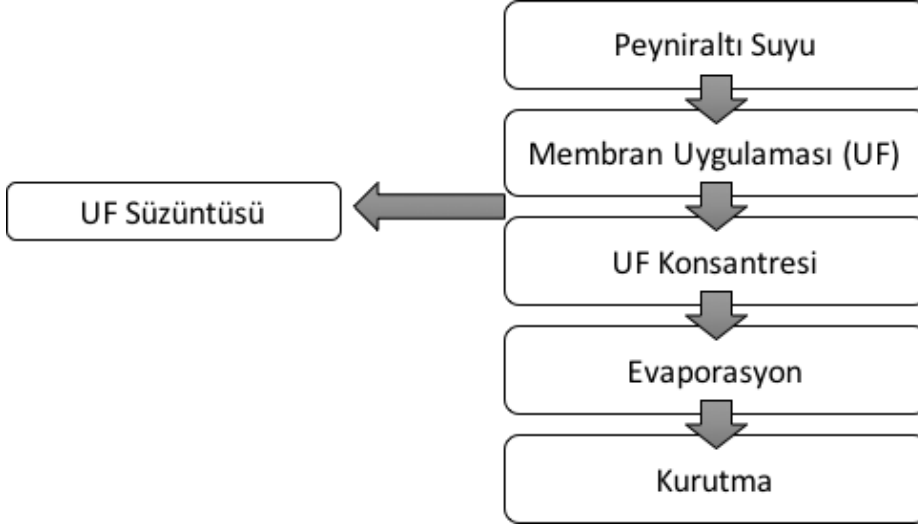 Peyniraltı Suyu
Membran Uygulaması (UF)
UF Süzüntüsü
UF Konsantresi
Evaporasyon
Kurutma